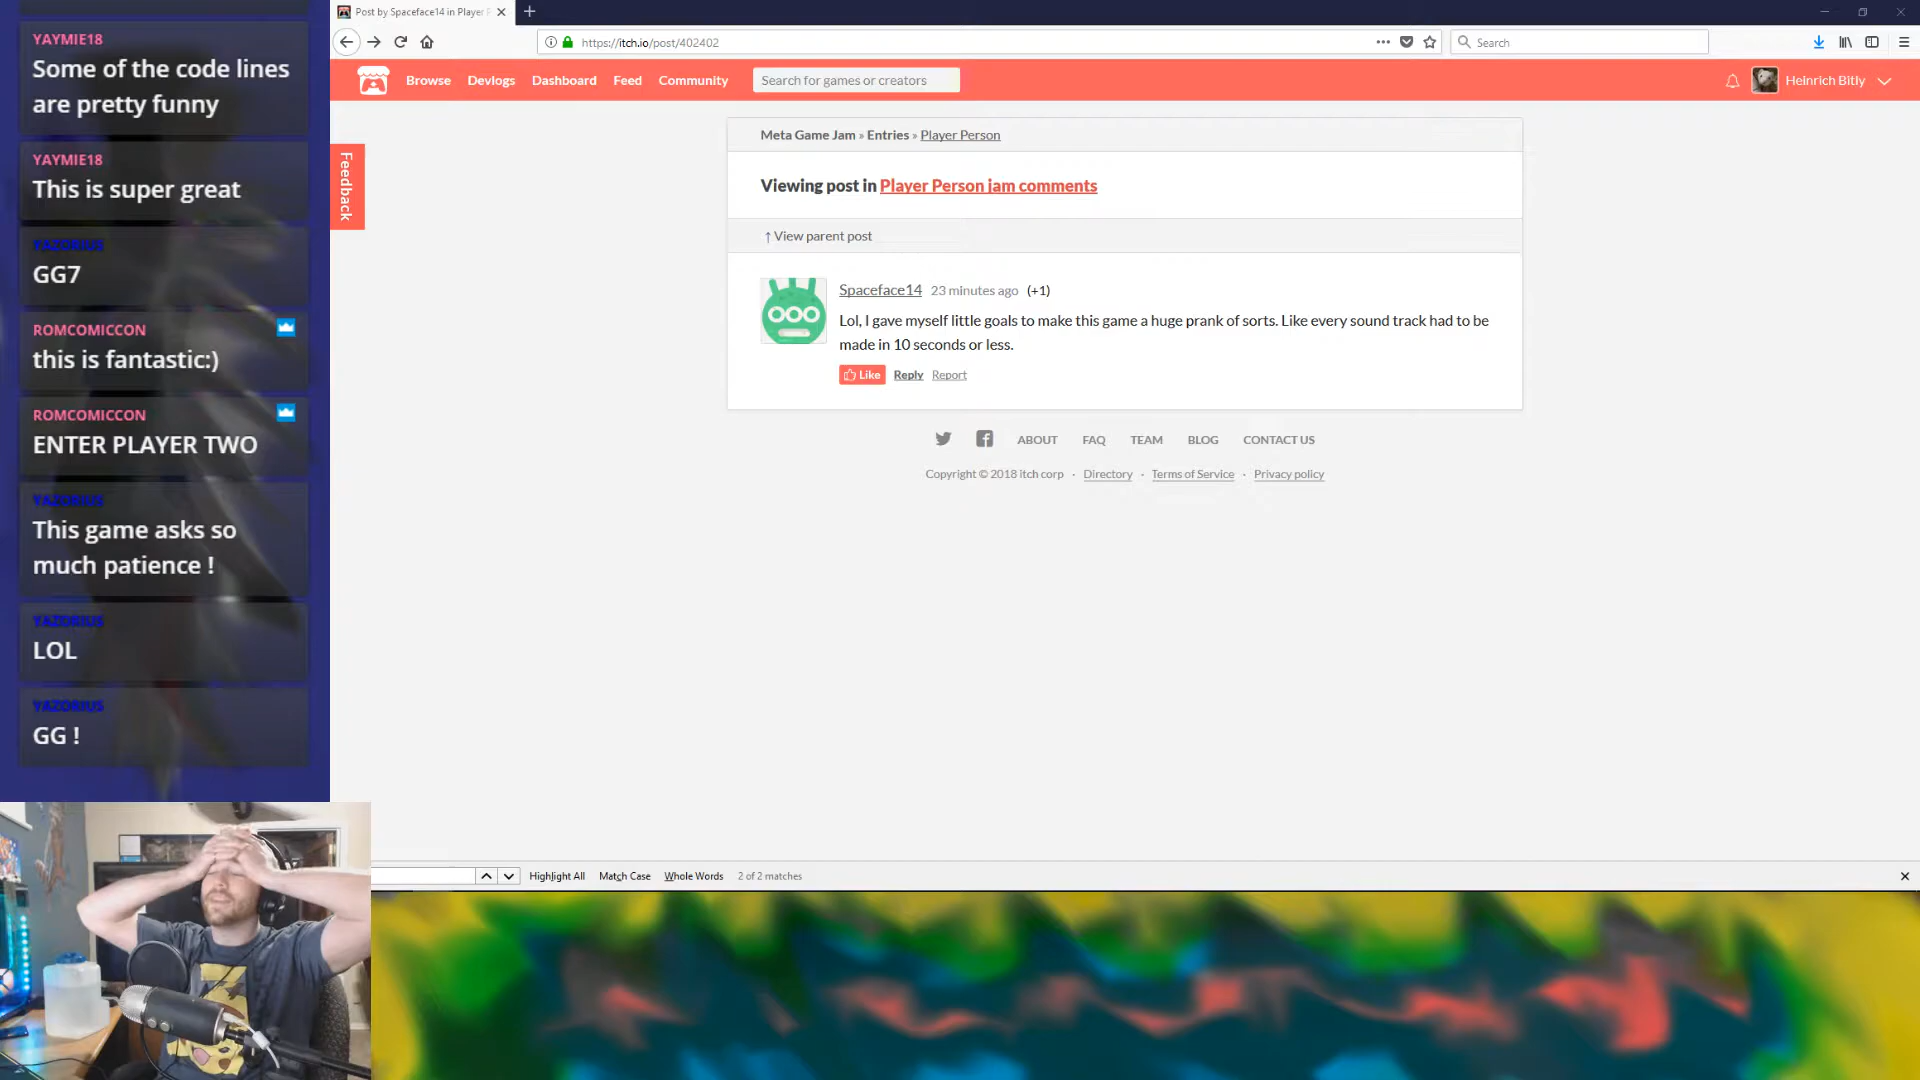 YAYMIE18
Some of the code lines
are pretty funny
YAYMIE18
This is super great
YAZORIUS
GG7
ROMCOMICCON
this is fantastic:)
ROMCOMICCON
ENTER PLAYER TWO
YAZORIUS
This game asks so
much patience !
YAZORIUS
LOL
YAZORIUS
GG !
Post by Spaceface14 in Player P
https://itch.io/post/402402
Search
Browse
Devlogs
Dashboard
Feed
Community
Search for games or creators
Heinrich Bitly
Feedback
Meta Game Jam » Entries » Player Person
Viewing post in Player Person jam comments
↑ View parent post
Spaceface14 23 minutes ago (+1)
Lol, I gave myself little goals to make this game a huge prank of sorts. Like every sound track had to be
made in 10 seconds or less.
Like Reply Report
ABOUT FAQ TEAM BLOG CONTACT US
Copyright © 2018 itch corp · Directory · Terms of Service · Privacy policy
Highlight All Match Case Whole Words 2 of 2 matches